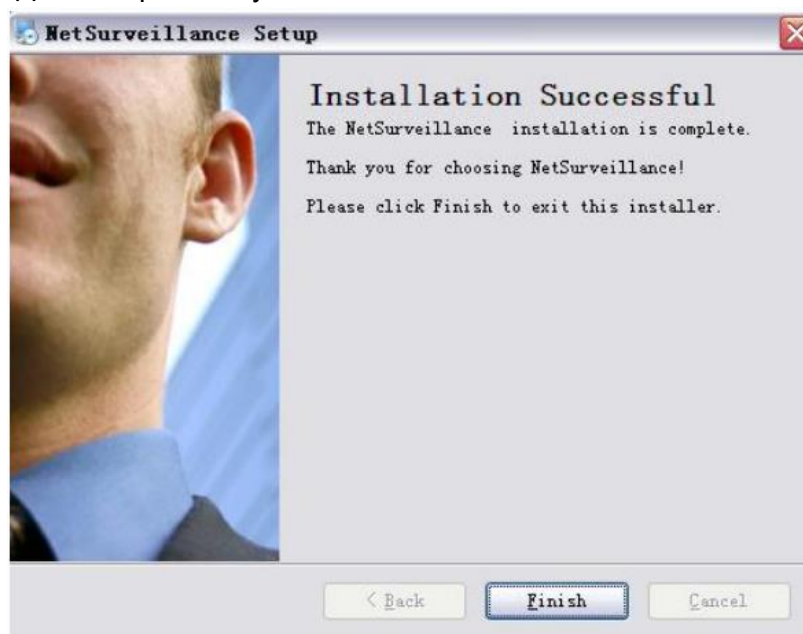 NetSurveillance Setup
Installation Successful
The NetSurveillance installation is complete.
Thank you for choosing NetSurveillance!
Please click Finish to exit this installer.
< Back
Finish
Cancel